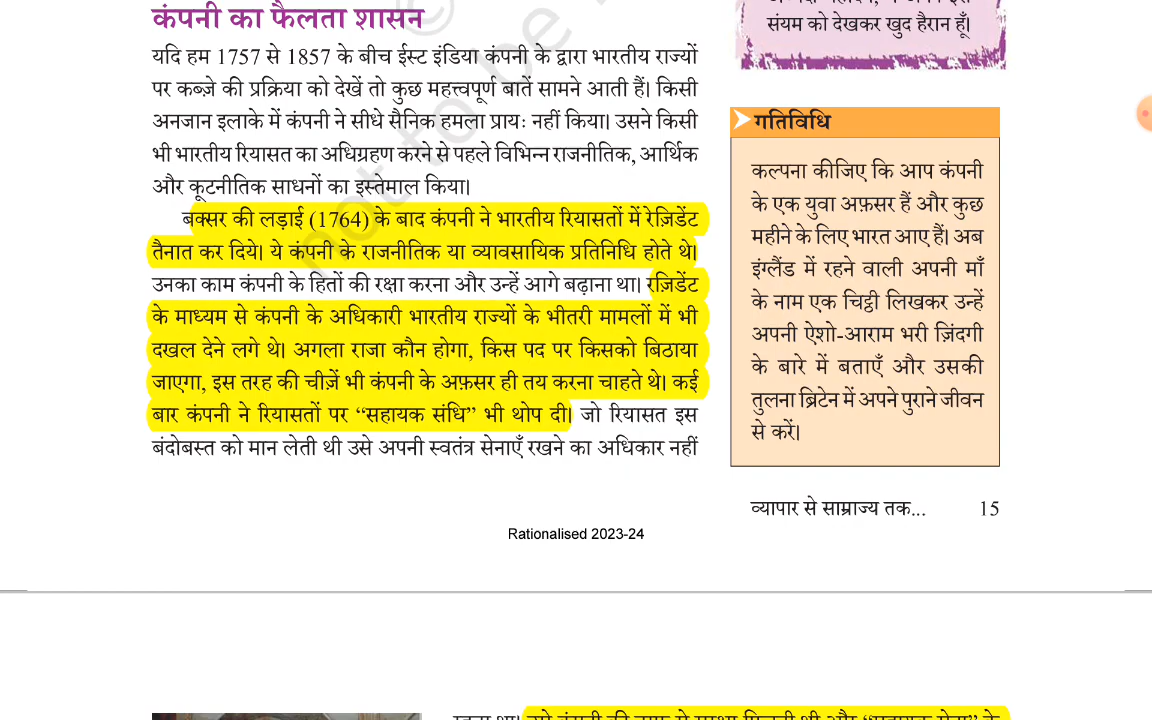 कंपनी का फैलता शासन
यदि हम 1757 से 1857 के बीच ईस्ट इंडिया कंपनी के द्वारा भारतीय राज्यों
पर कब्ज़े की प्रक्रिया को देखें तो कुछ महत्त्वपूर्ण बातें सामने आती हैं। किसी
अनजान इलाके में कंपनी ने सीधे सैनिक हमला प्रायः नहीं किया। उसने किसी
भी भारतीय रियासत का अधिग्रहण करने से पहले विभिन्न राजनीतिक, आर्थिक
और कूटनीतिक साधनों का इस्तेमाल किया।
बक्सर की लड़ाई (1764) के बाद कंपनी ने भारतीय रियासतों में रेज़िडेंट
तैनात कर दिये। ये कंपनी के राजनीतिक या व्यावसायिक प्रतिनिधि होते थे।
उनका काम कंपनी के हितों की रक्षा करना और उन्हें आगे बढ़ाना था। रज़िडेंट
के माध्यम से कंपनी के अधिकारी भारतीय राज्यों के भीतरी मामलों में भी
दखल देने लगे थे। अगला राजा कौन होगा, किस पद पर किसको बिठाया
जाएगा, इस तरह की चीज़ें भी कंपनी के अफ़सर ही तय करना चाहते थे। कई
बार कंपनी ने रियासतों पर “सहायक संधि” भी थोप दी। जो रियासत इस
बंदोबस्त को मान लेती थी उसे अपनी स्वतंत्र सेनाएँ रखने का अधिकार नहीं
संयम को देखकर खुद हैरान हूँ।
गतिविधि
कल्पना कीजिए कि आप कंपनी
के एक युवा अफ़सर हैं और कुछ
महीने के लिए भारत आए हैं। अब
इंग्लैंड में रहने वाली अपनी माँ
के नाम एक चिट्ठी लिखकर उन्हें
अपनी ऐशो-आराम भरी ज़िंदगी
के बारे में बताएँ और उसकी
तुलना ब्रिटेन में अपने पुराने जीवन
से करें।
व्यापार से साम्राज्य तक... 15
Rationalised 2023-24
not to be